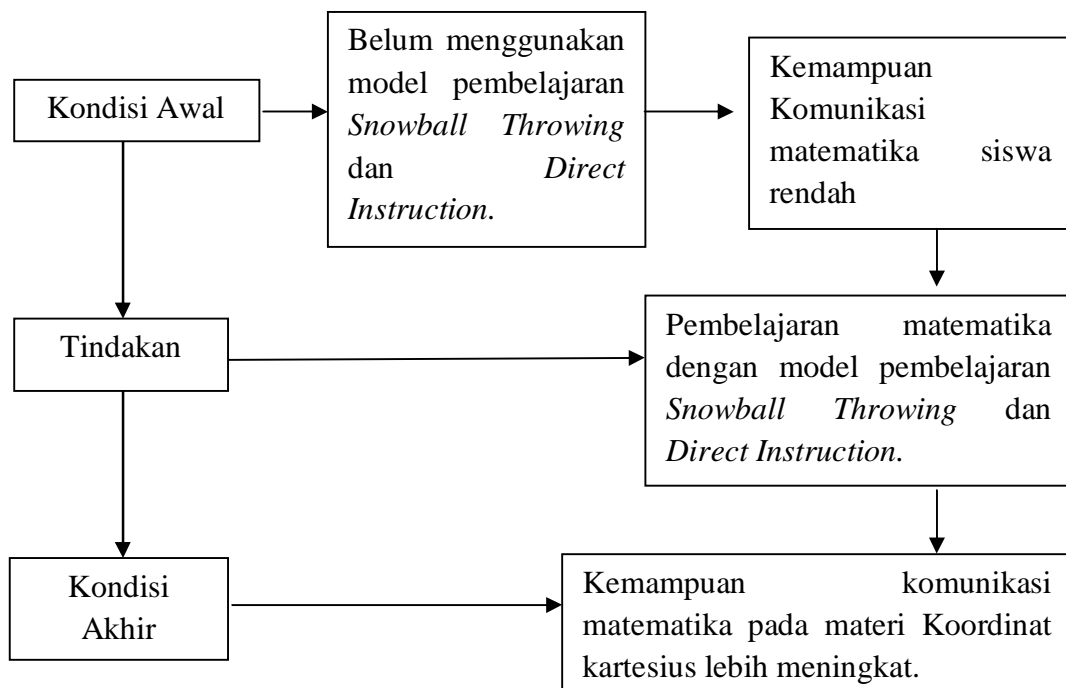 Kondisi Awal
Belum menggunakan
model pembelajaran
Snowball Throwing
dan Direct
Instruction.
Kemampuan
Komunikasi
matematika siswa
rendah
Tindakan
Pembelajaran matematika
dengan model pembelajaran
Snowball Throwing dan
Direct Instruction.
Kondisi
Akhir
Kemampuan komunikasi
matematika pada materi Koordinat
kartesius lebih meningkat.